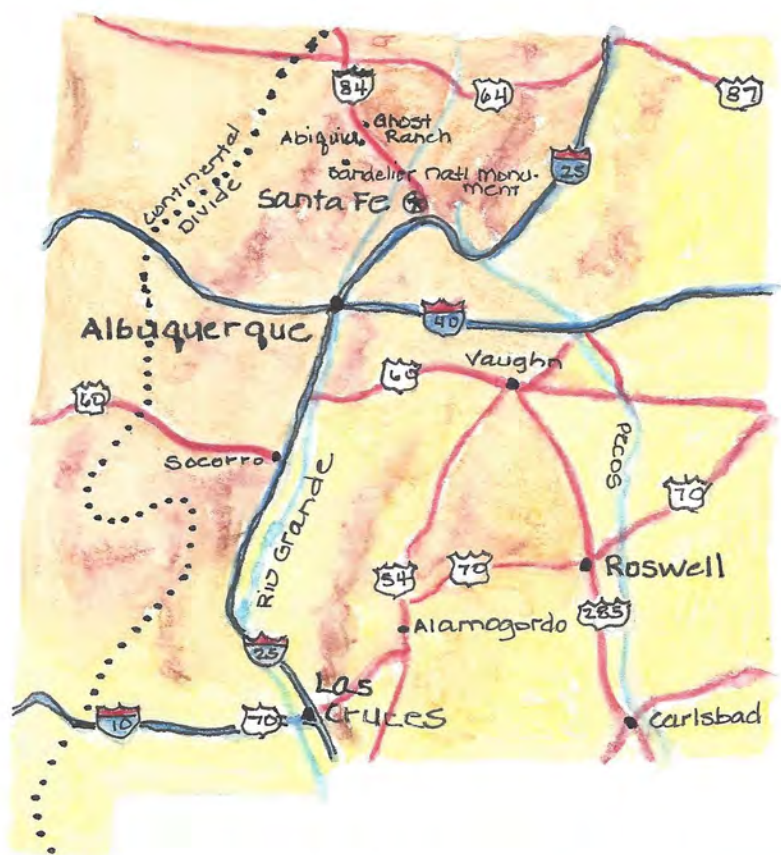 84
64
87
Ghost
Ranch
Abiquiu
Bandelier Natl Monu-
ment
25
Santa Fe
Continental
Divide
40
Albuquerque
Vaughn
60
60
Pecos
Socorro
70
Rio Grande
54
70
Roswell
285
Alamogordo
25
Las
Cruces
10
70
Carlsbad